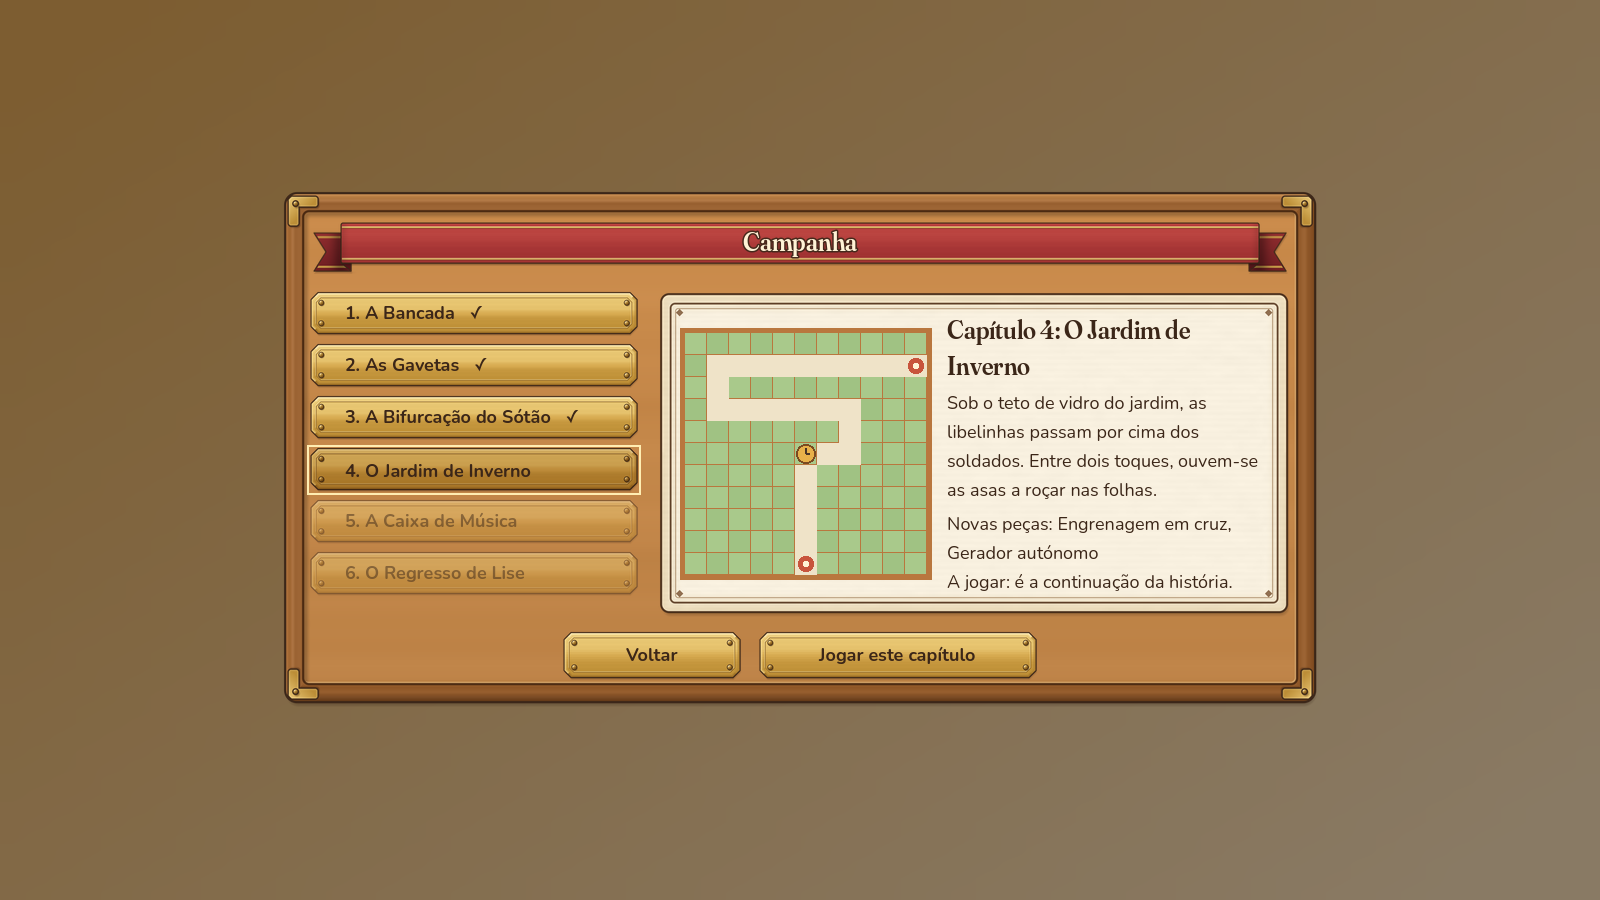 Campanha
1. A Bancada ✓
2. As Gavetas ✓
3. A Bifurcação do Sótão ✓
4. O Jardim de Inverno
5. A Caixa de Música
6. O Regresso de Lise
Capítulo 4: O Jardim de
Inverno
Sob o teto de vidro do jardim, as
libelinhas passam por cima dos
soldados. Entre dois toques, ouvem-se
as asas a roçar nas folhas.
Novas peças: Engrenagem em cruz,
Gerador autónomo
A jogar: é a continuação da história.
Voltar
Jogar este capítulo